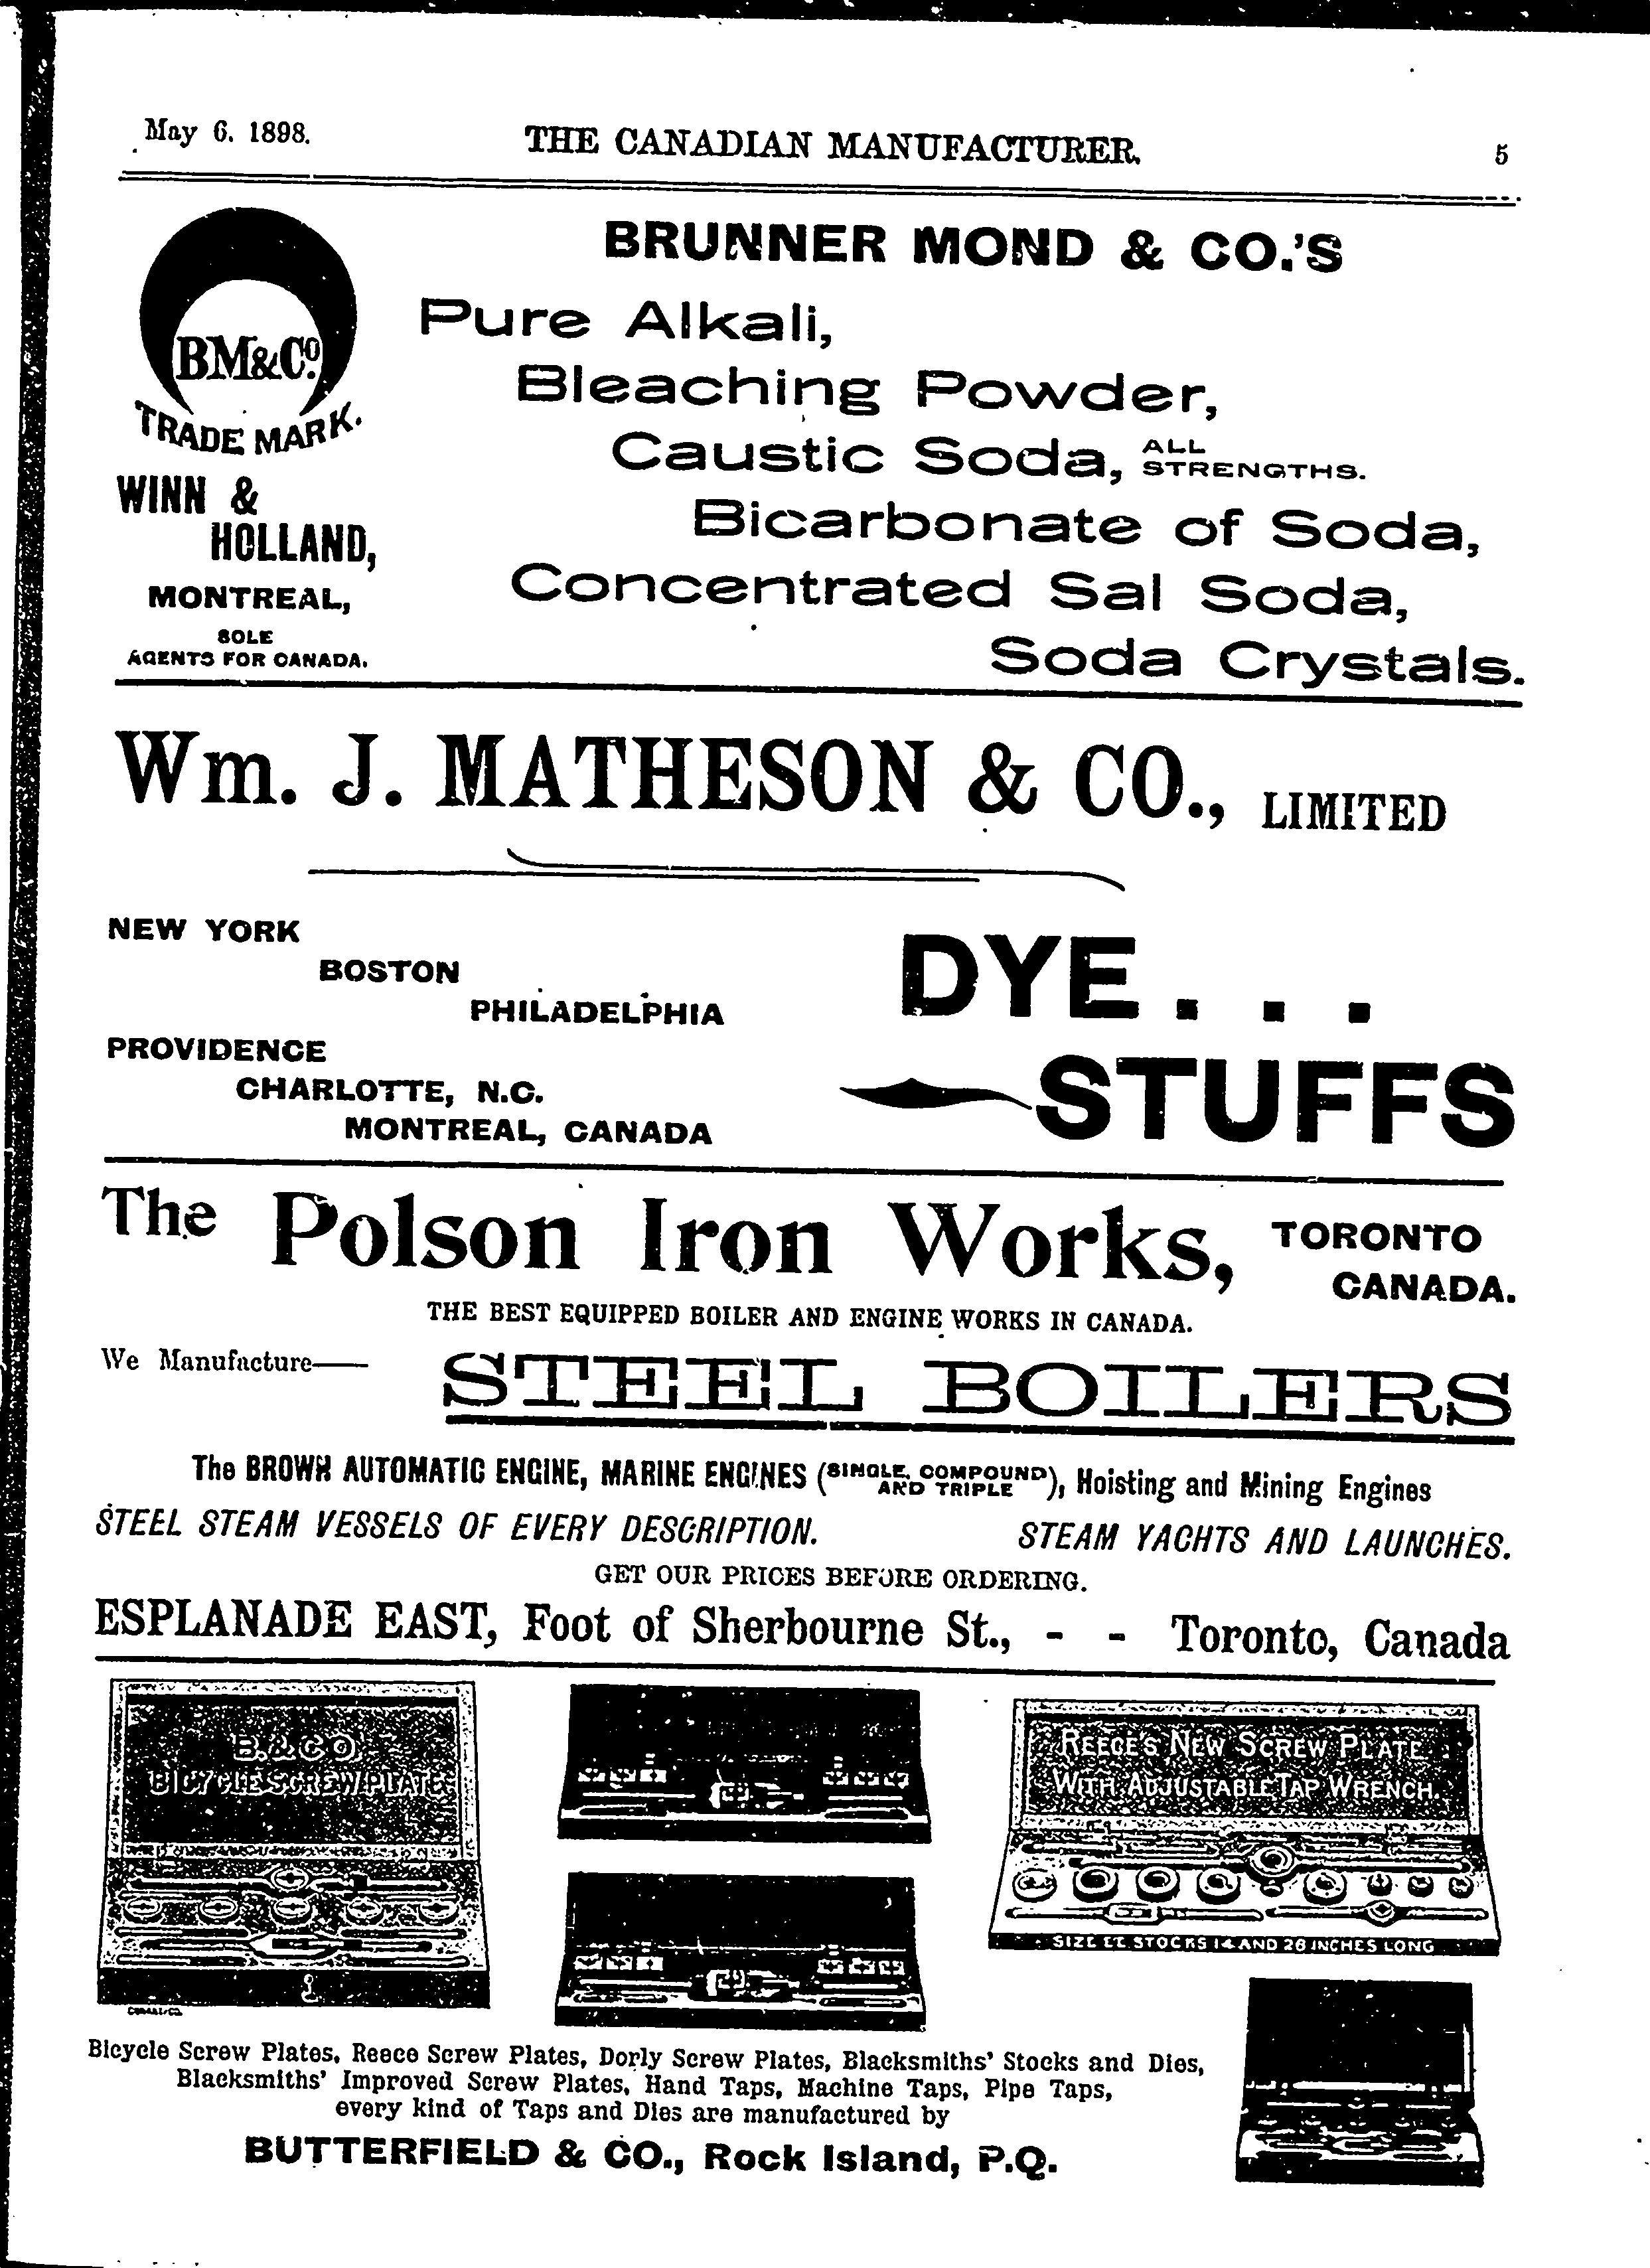 May 6, 1898.
THE CANADIAN MANUFACTURER.
5
BM&Co.
TRADE MARK.
WINN &
HOLLAND,
MONTREAL,
SOLE
AGENTS FOR CANADA.
BRUNNER MOND & CO.'S
Pure Alkali,
Bleaching Powder,
Caustic Soda, ALL STRENGTHS.
Bicarbonate of Soda,
Concentrated Sal Soda,
Soda Crystals.
Wm. J. MATHESON & CO., LIMITED
NEW YORK
BOSTON
PHILADELPHIA
PROVIDENCE
CHARLOTTE, N.C.
MONTREAL, CANADA
DYE . . .
STUFFS
The Polson Iron Works, TORONTO
CANADA.
THE BEST EQUIPPED BOILER AND ENGINE WORKS IN CANADA.
We Manufacture—
STEEL BOILERS
The BROWN AUTOMATIC ENGINE, MARINE ENGINES (SINGLE, COMPOUND AND TRIPLE), Hoisting and Mining Engines
STEEL STEAM VESSELS OF EVERY DESCRIPTION. STEAM YACHTS AND LAUNCHES.
GET OUR PRICES BEFORE ORDERING.
ESPLANADE EAST, Foot of Sherbourne St., - - Toronto, Canada
B. & CO
BICYCLE SCREW PLATE
REECE'S NEW SCREW PLATE
WITH ADJUSTABLE TAP WRENCH.
STOCKS 14 AND 26 INCHES LONG
Bicycle Screw Plates, Reece Screw Plates, Dorly Screw Plates, Blacksmiths' Stocks and Dies,
Blacksmiths' Improved Screw Plates, Hand Taps, Machine Taps, Pipe Taps,
every kind of Taps and Dies are manufactured by
BUTTERFIELD & CO., Rock Island, P.Q.